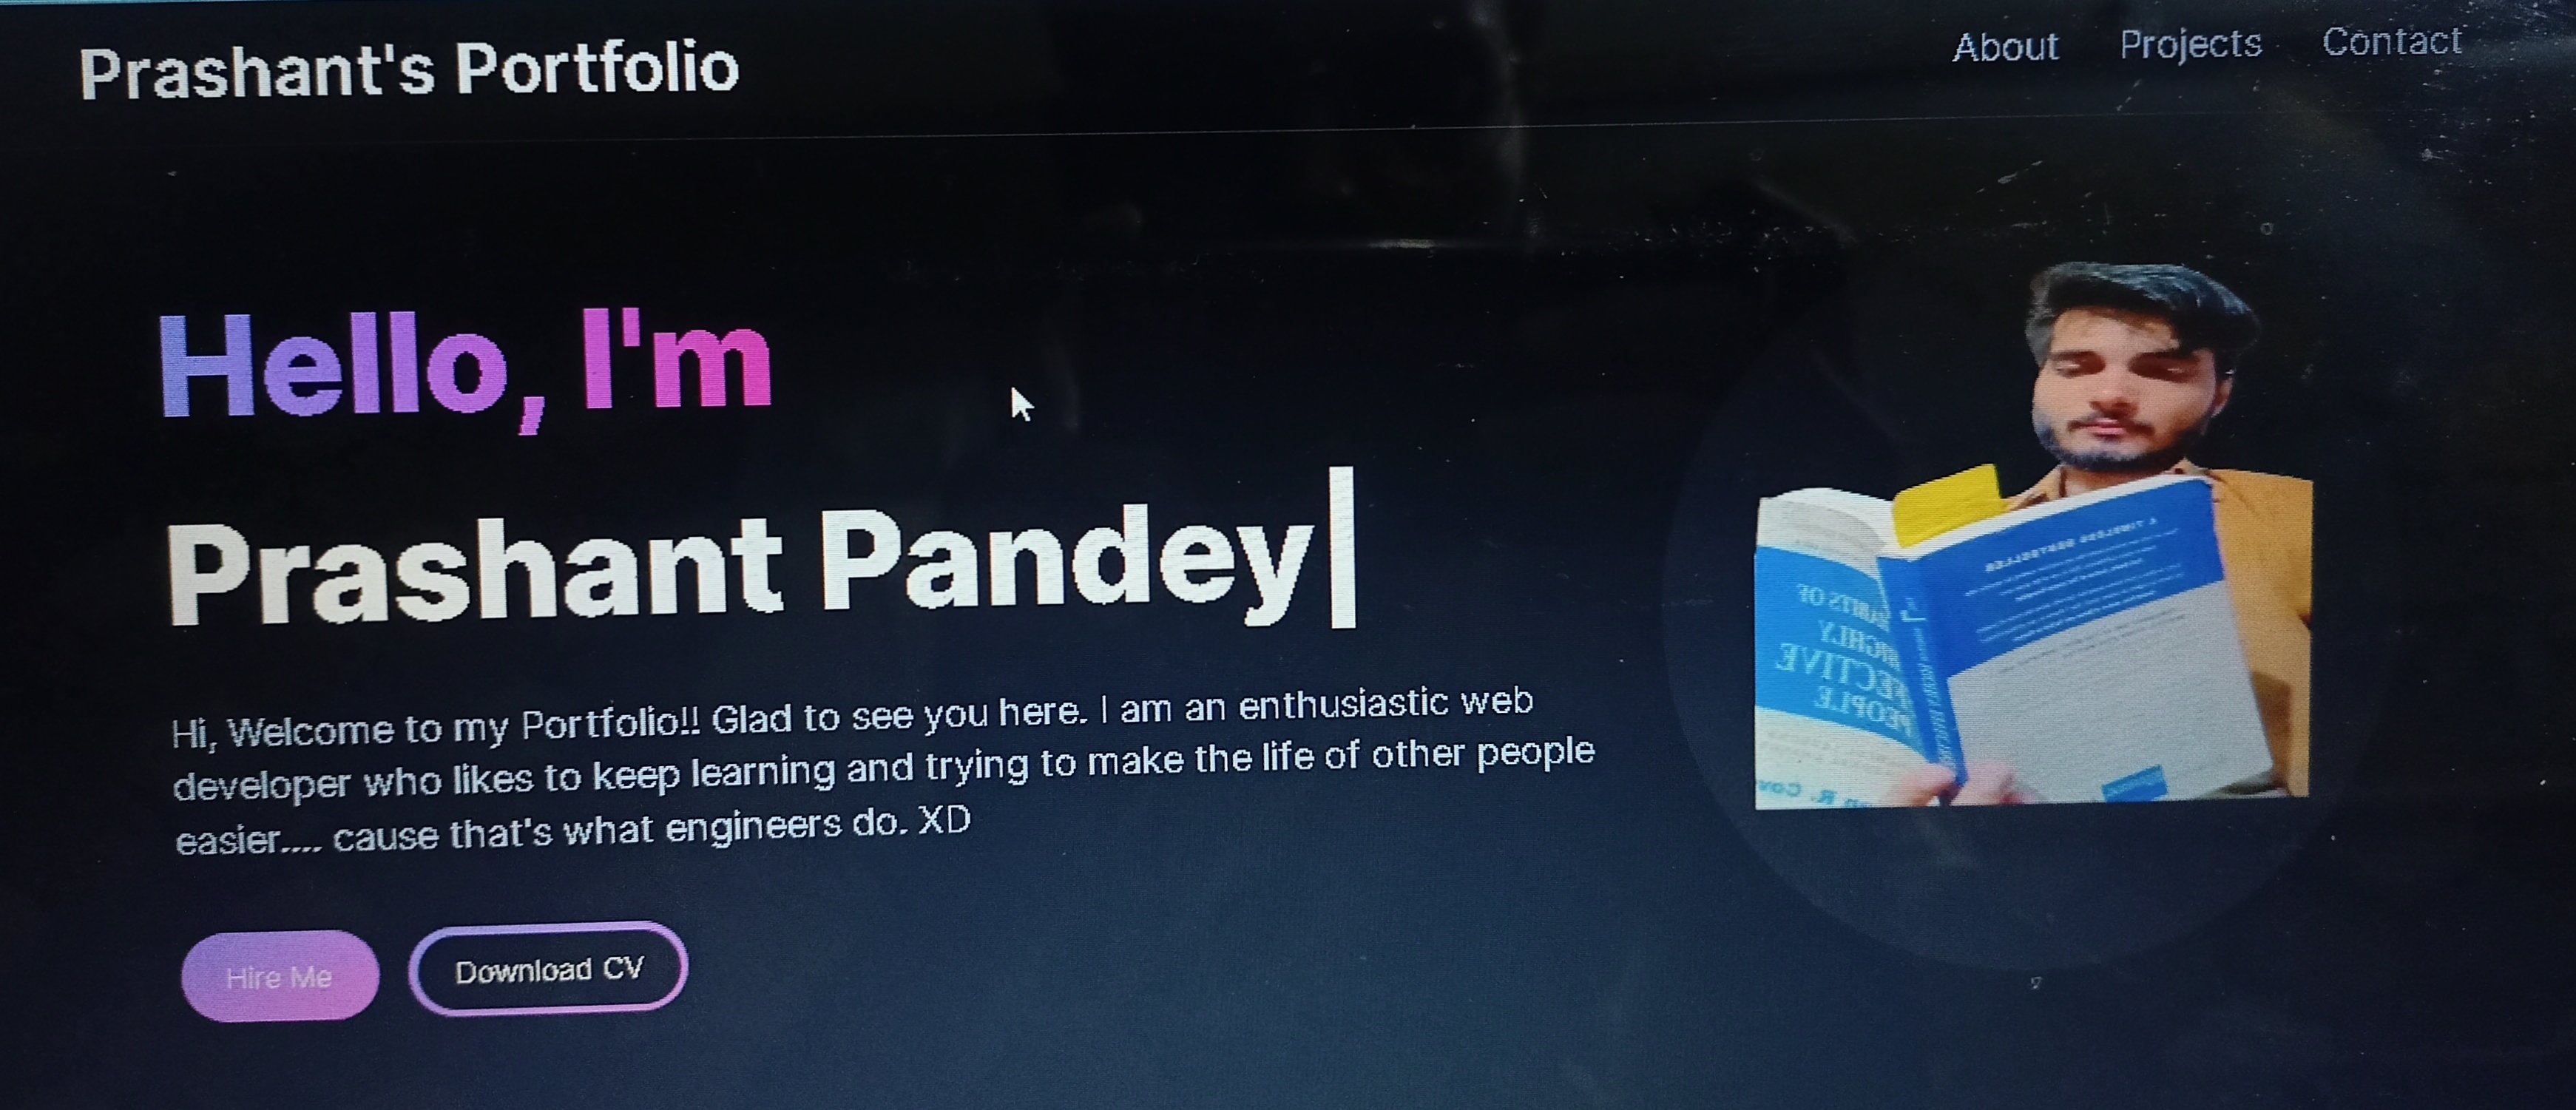 Prashant's Portfolio
About Projects Contact
Hello, I'm
Prashant Pandey|
Hi, Welcome to my Portfolio!! Glad to see you here. I am an enthusiastic web
developer who likes to keep learning and trying to make the life of other people
easier.... cause that's what engineers do. XD
Hire Me
Download CV
A TIMELESS BESTSELLER
HABITS OF
HIGHLY
EFFECTIVE
PEOPLE